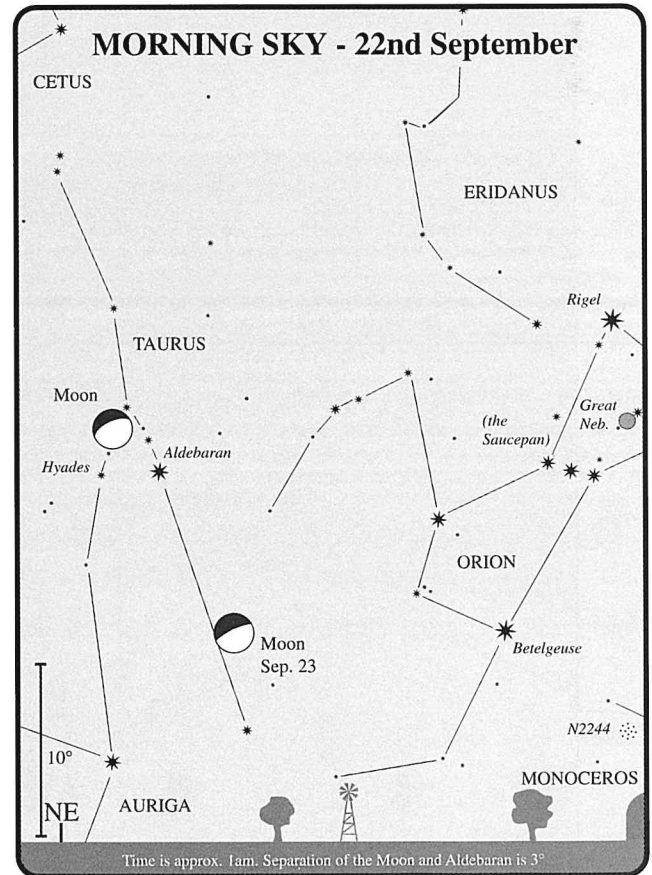 MORNING SKY - 22nd September
CETUS
ERIDANUS
Rigel
TAURUS
Moon
Great
Neb.
(the
Saucepan)
Hyades
Aldebaran
ORION
Moon
Sep. 23
Betelgeuse
10°
N2244
MONOCEROS
NE
AURIGA
Time is approx. 1am. Separation of the Moon and Aldebaran is 3°